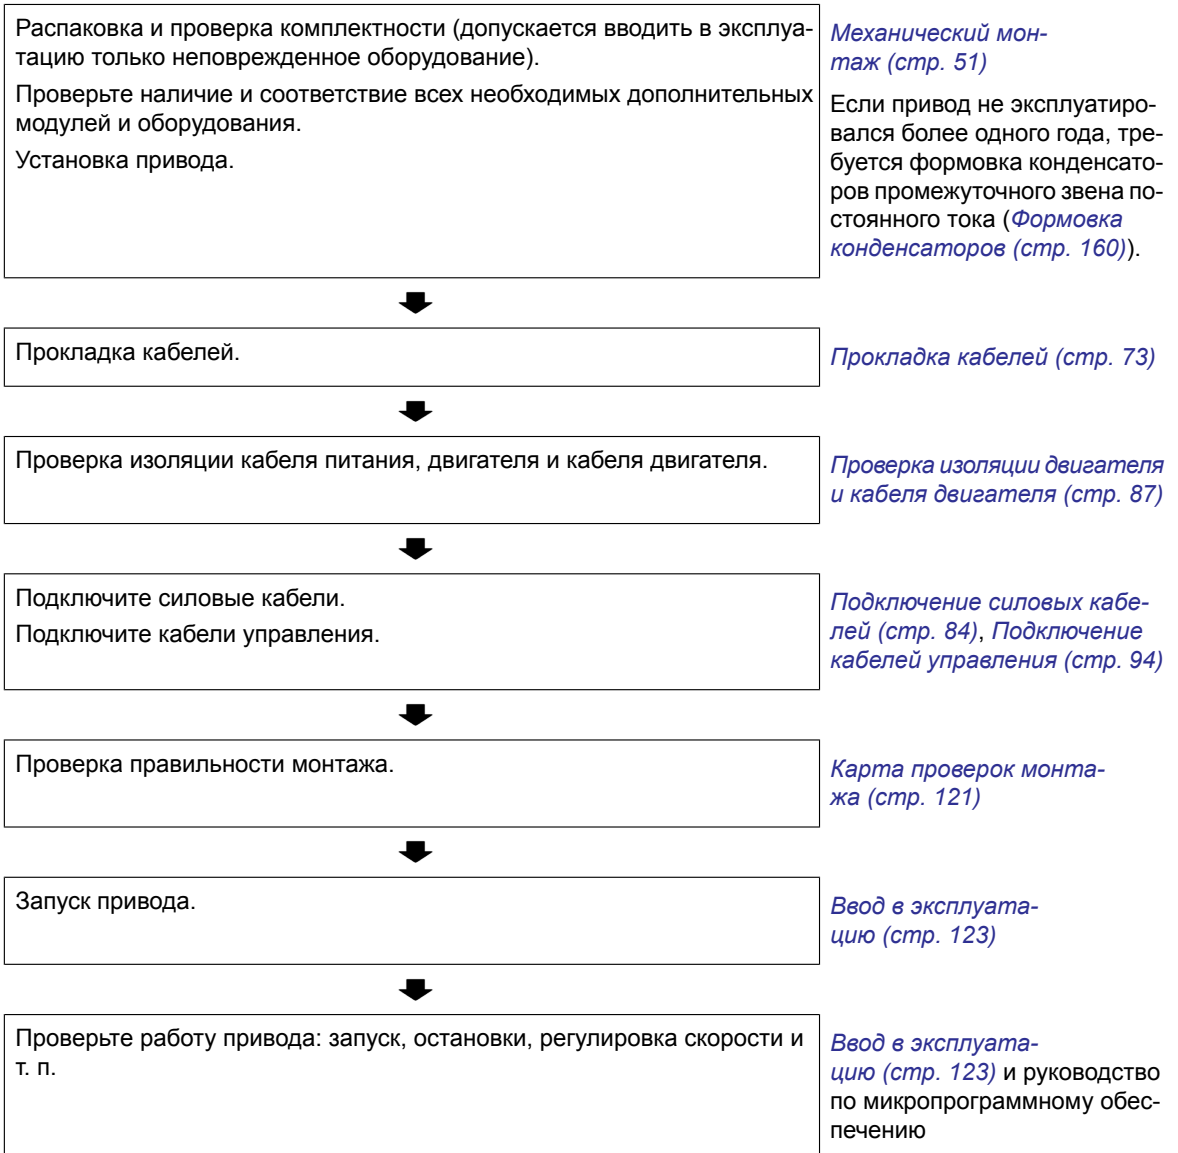 Распаковка и проверка комплектности (допускается вводить в эксплуа-
тацию только неповрежденное оборудование).
Проверьте наличие и соответствие всех необходимых дополнительных
модулей и оборудования.
Установка привода.
Механический мон-
таж (стр. 51)
Если привод не эксплуатиро-
вался более одного года, тре-
буется формовка конденсато-
ров промежуточного звена по-
стоянного тока (Формовка
конденсаторов (стр. 160)).
Прокладка кабелей.
Прокладка кабелей (стр. 73)
Проверка изоляции кабеля питания, двигателя и кабеля двигателя.
Проверка изоляции двигателя
и кабеля двигателя (стр. 87)
Подключите силовые кабели.
Подключите кабели управления.
Подключение силовых кабе-
лей (стр. 84), Подключение
кабелей управления (стр. 94)
Проверка правильности монтажа.
Карта проверок монта-
жа (стр. 121)
Запуск привода.
Ввод в эксплуата-
цию (стр. 123)
Проверьте работу привода: запуск, остановки, регулировка скорости и
т. п.
Ввод в эксплуата-
цию (стр. 123) и руководство
по микропрограммному обес-
печению